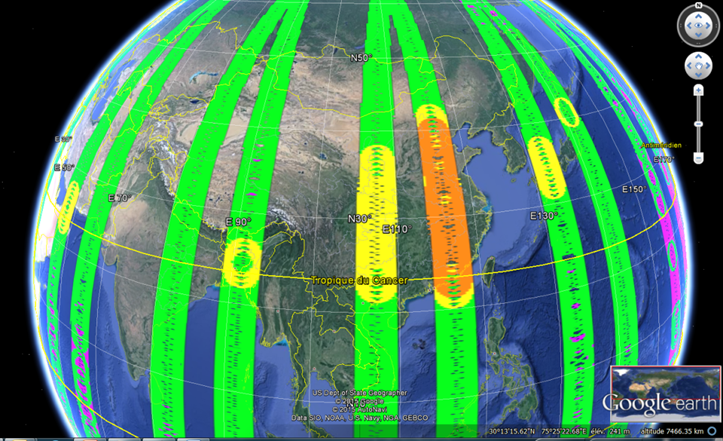 N
N50°
Antiméridien
E170°
E 50°
E 70°
E150°
E 90°
N30°
E130°
E110
Tropique du Cancer
US Dept of State Geographer
Data SIO, NOAA, U.S. Navy, NGA, GEBCO
Google earth
30°13'15.62"N 75°25'22.68"E élév. 241 m altitude 7466.35 km